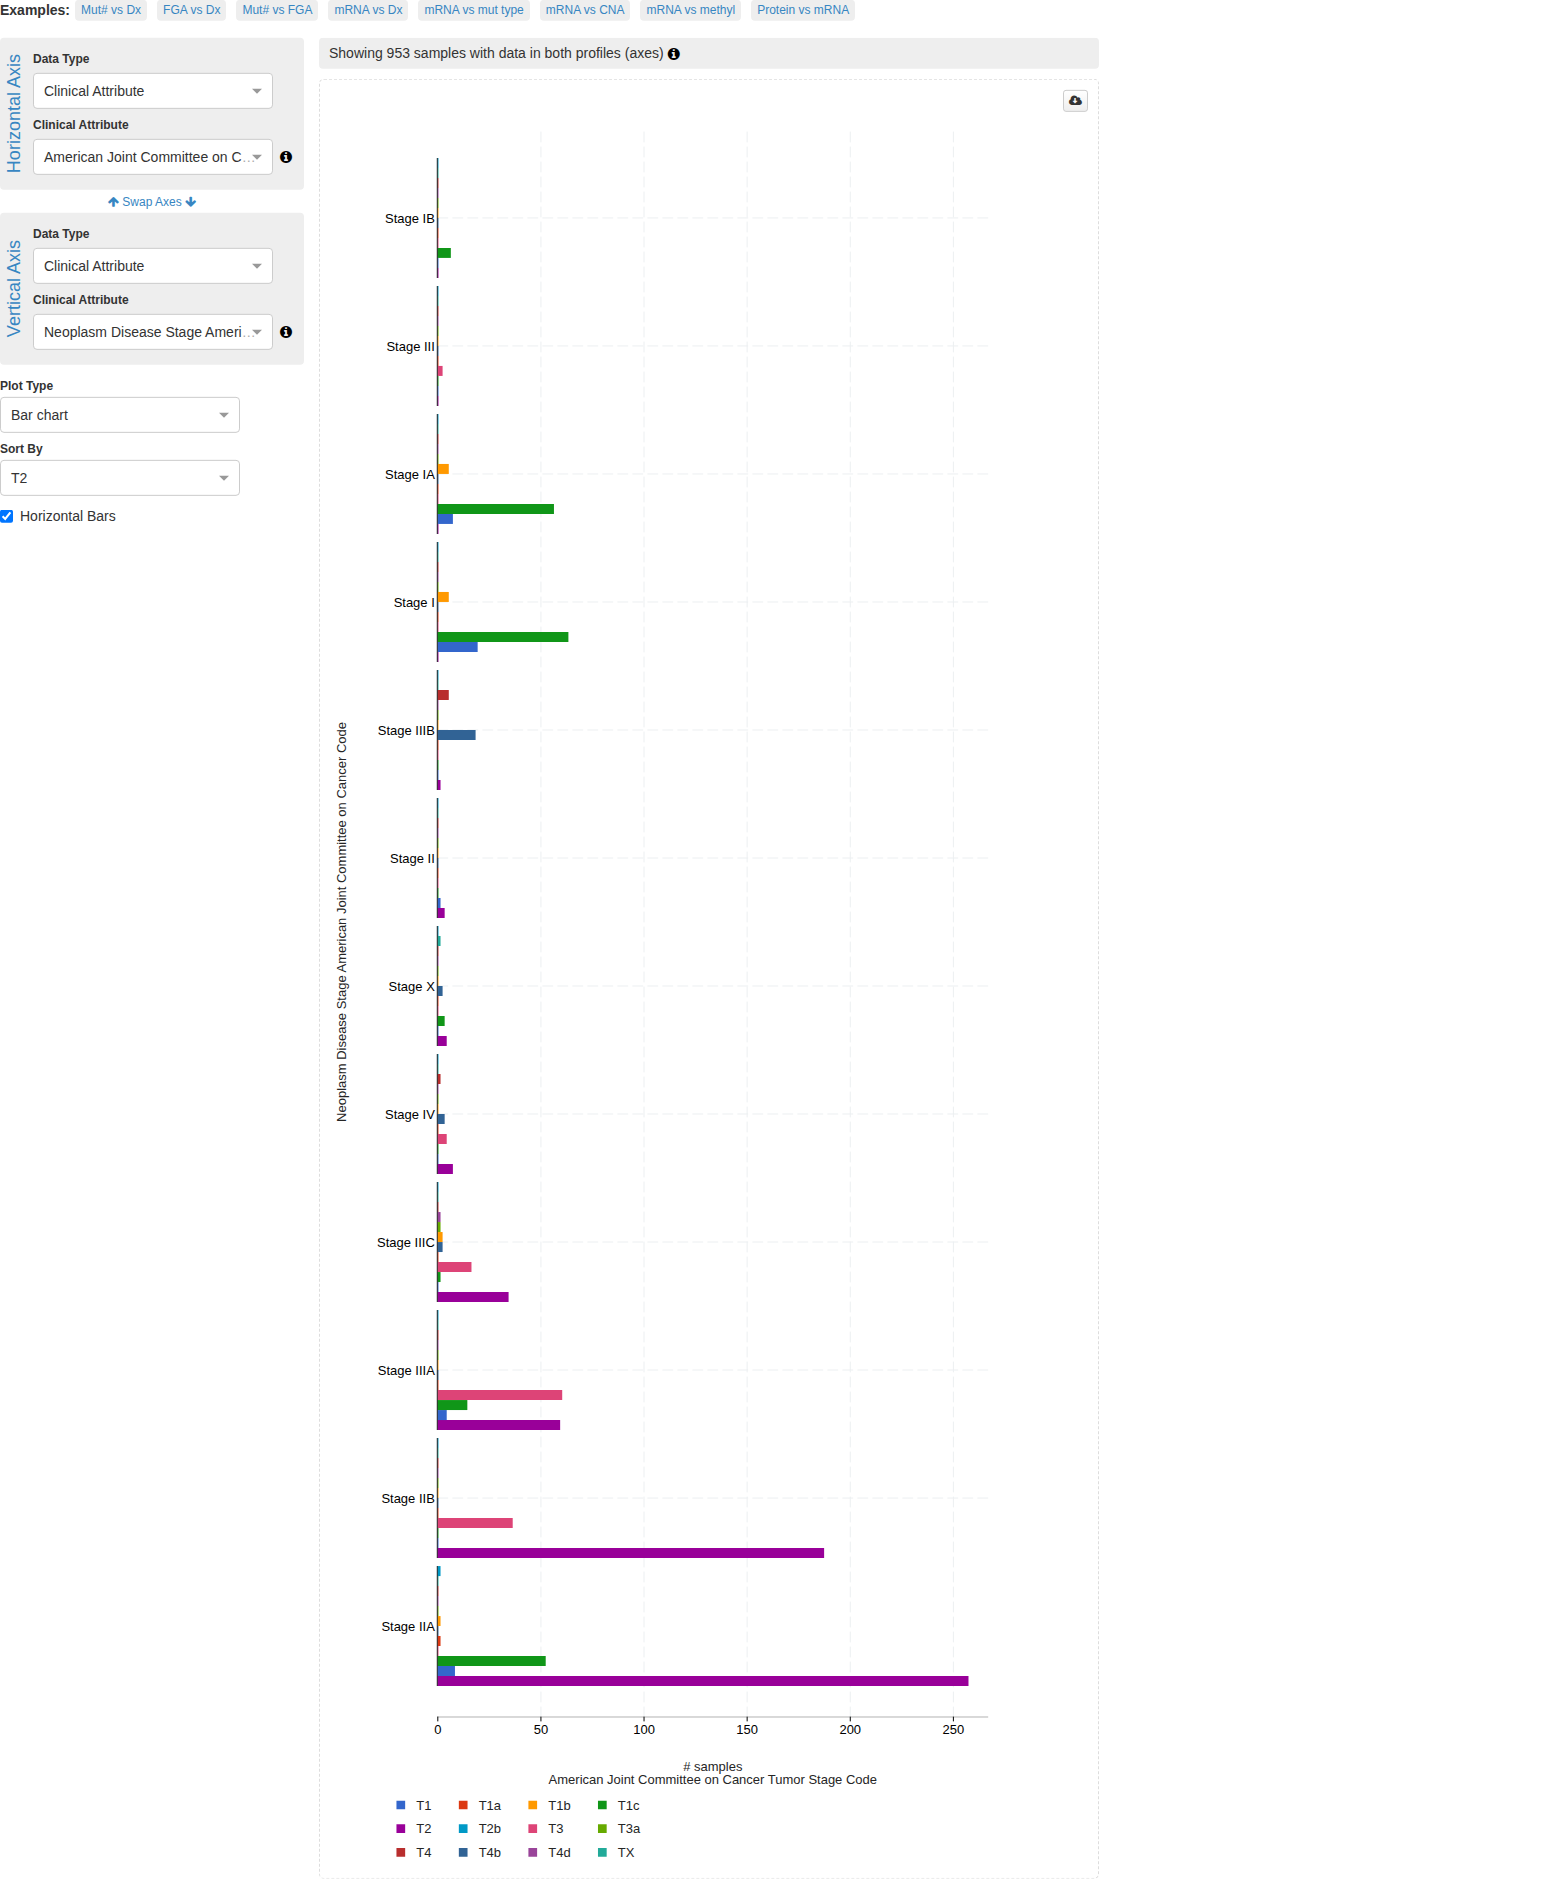 Examples: Mut# vs Dx FGA vs Dx Mut# vs FGA mRNA vs Dx mRNA vs mut type mRNA vs CNA mRNA vs methyl Protein vs mRNA
Horizontal Axis
Data Type
Clinical Attribute
Clinical Attribute
American Joint Committee on C...
Swap Axes
Vertical Axis
Data Type
Clinical Attribute
Clinical Attribute
Neoplasm Disease Stage Ameri...
Plot Type
Bar chart
Sort By
T2
Horizontal Bars
Showing 953 samples with data in both profiles (axes)
Neoplasm Disease Stage American Joint Committee on Cancer Code
Stage IB
Stage III
Stage IA
Stage I
Stage IIIB
Stage II
Stage X
Stage IV
Stage IIIC
Stage IIIA
Stage IIB
Stage IIA
0 50 100 150 200 250
# samples
American Joint Committee on Cancer Tumor Stage Code
T1 T1a T1b T1c
T2 T2b T3 T3a
T4 T4b T4d TX